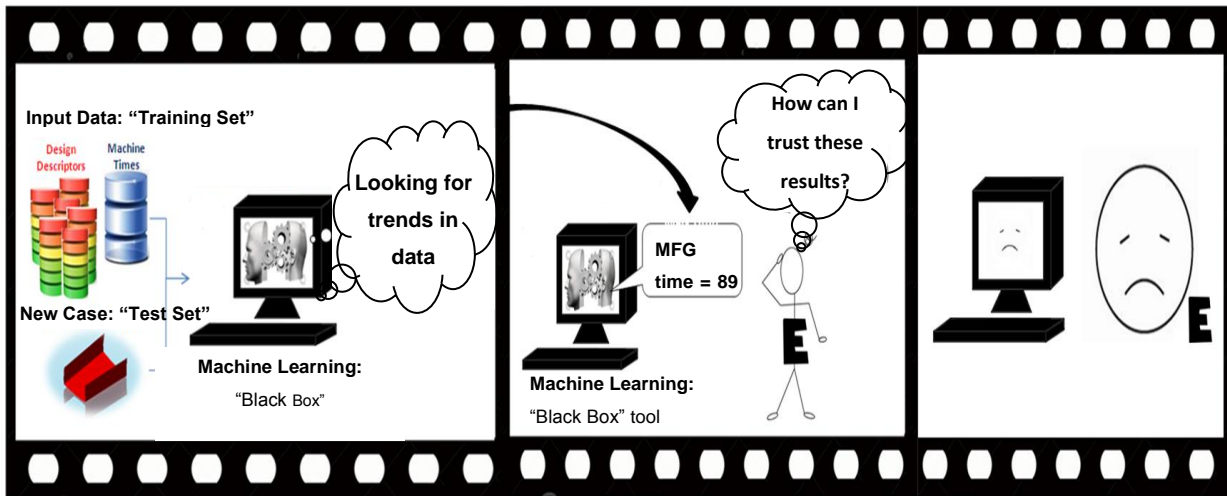 Input Data: “Training Set”
Design
Descriptors
Machine
Times
Looking for
trends in
data
New Case: “Test Set”
Machine Learning:
“Black Box”
How can I
trust these
results?
MFG
time = 89
E
Machine Learning:
“Black Box” tool
E